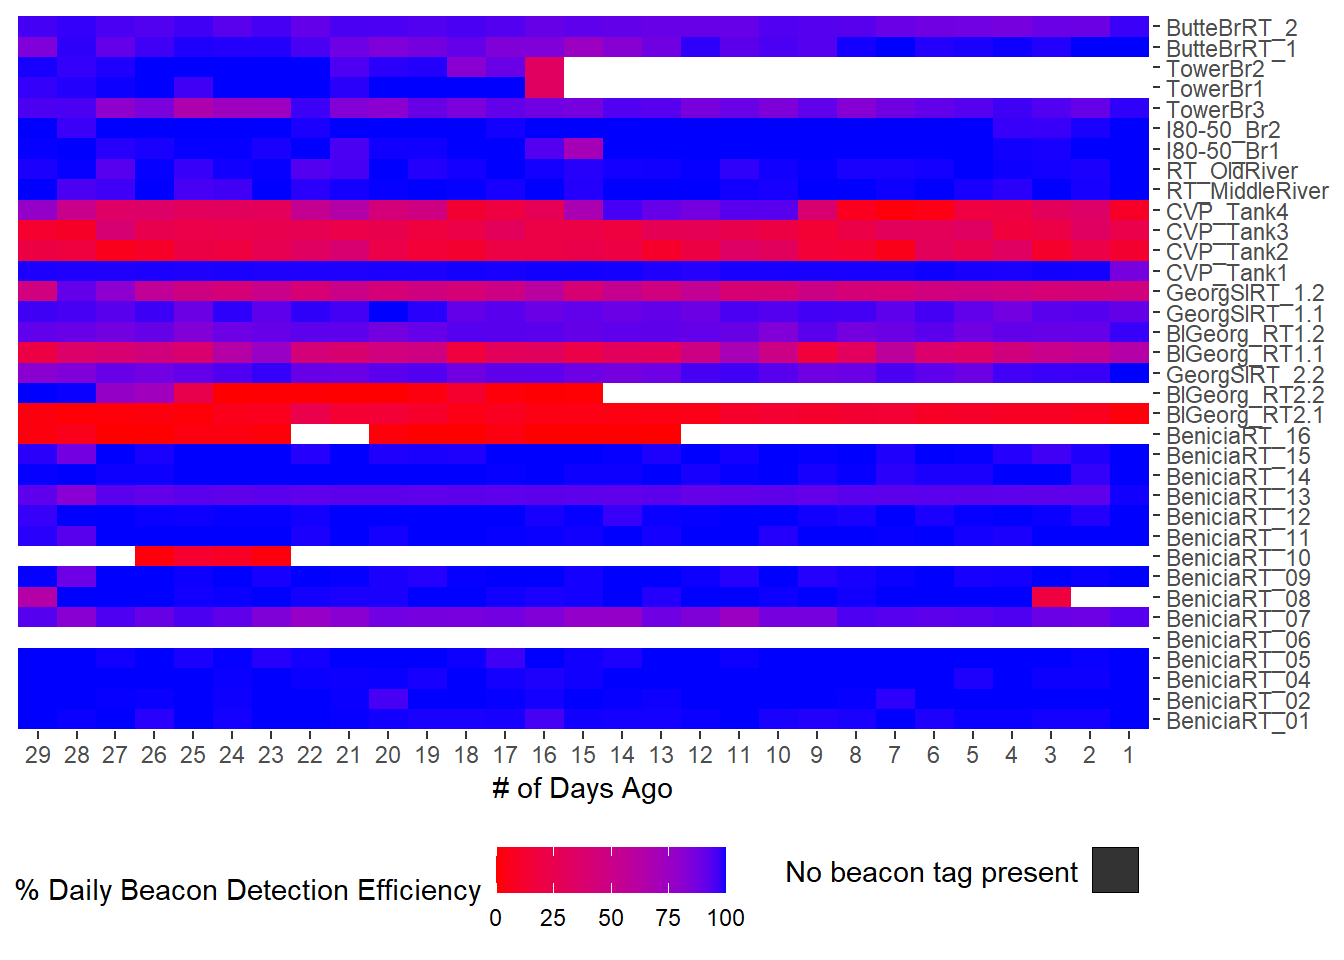 ButteBrRT_2
ButteBrRT_1
TowerBr2
TowerBr1
TowerBr3
I80-50_Br2
I80-50_Br1
RT_OldRiver
RT_MiddleRiver
CVP_Tank4
CVP_Tank3
CVP_Tank2
CVP_Tank1
GeorgSlRT_1.2
GeorgSlRT_1.1
BlGeorg_RT1.2
BlGeorg_RT1.1
GeorgSlRT_2.2
BlGeorg_RT2.2
BlGeorg_RT2.1
BeniciaRT_16
BeniciaRT_15
BeniciaRT_14
BeniciaRT_13
BeniciaRT_12
BeniciaRT_11
BeniciaRT_10
BeniciaRT_09
BeniciaRT_08
BeniciaRT_07
BeniciaRT_06
BeniciaRT_05
BeniciaRT_04
BeniciaRT_02
BeniciaRT_01
29 28 27 26 25 24 23 22 21 20 19 18 17 16 15 14 13 12 11 10 9 8 7 6 5 4 3 2 1
# of Days Ago
% Daily Beacon Detection Efficiency
0 25 50 75 100
No beacon tag present